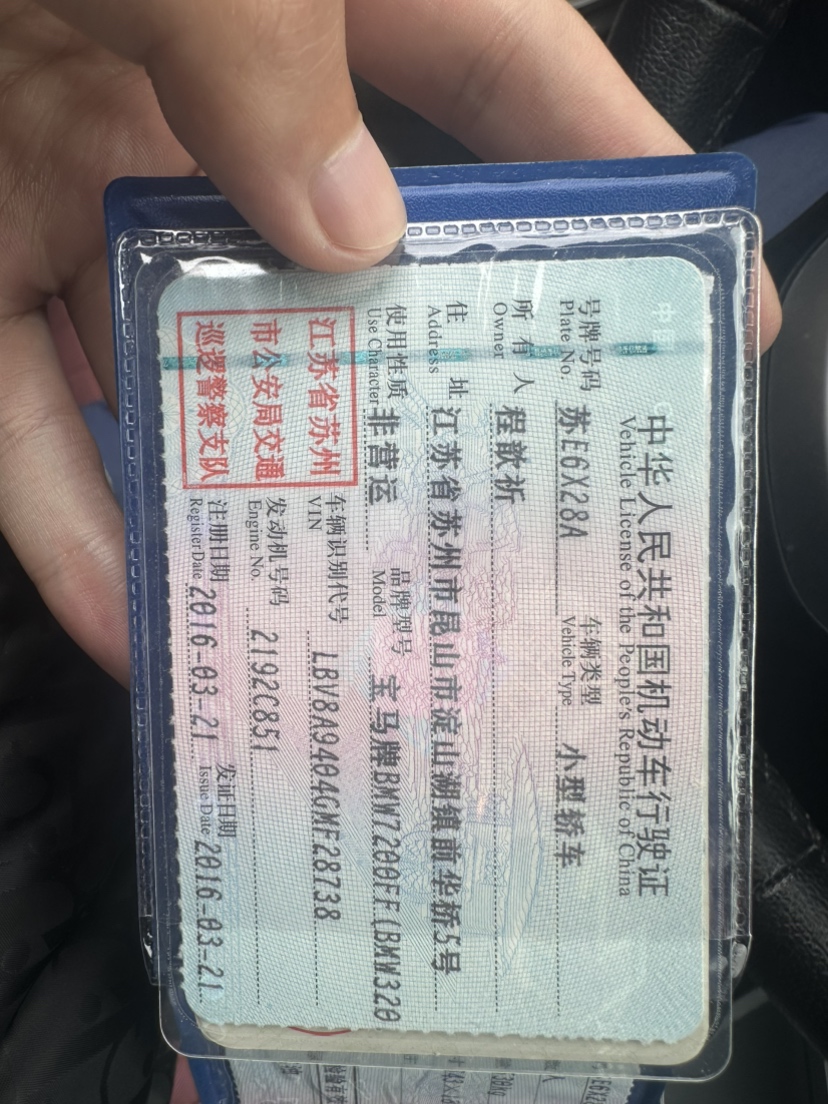 中华人民共和国机动车行驶证
Vehicle License of the People's Republic of China
号牌号码 苏E6X28A 车辆类型 小型轿车
Plate No. Vehicle Type
所有人 程歆祈
Owner
住址 江苏省苏州市昆山市淀山湖镇前华桥5号
Address
使用性质 非营运 品牌型号 宝马牌BMW7200FF(BMW320
Use Character Model
江苏省苏州
市公安局交通
巡逻警察支队
车辆识别代号 LBV8A9404GMF28738
VIN
发动机号码 2192C851
Engine No.
注册日期 2016-03-21 发证日期 2016-03-21
Register Date Issue Date